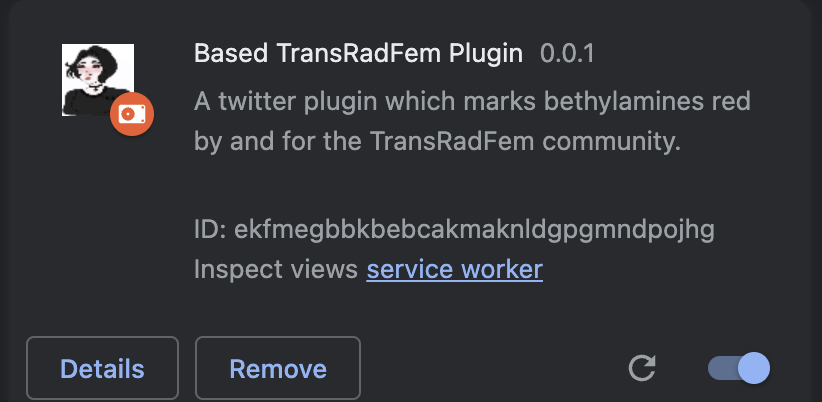 Based TransRadFem Plugin 0.0.1
A twitter plugin which marks bethylamines red
by and for the TransRadFem community.
ID: ekfmegbbkbebcakmaknldgpgmndpojhg
Inspect views service worker
Details
Remove